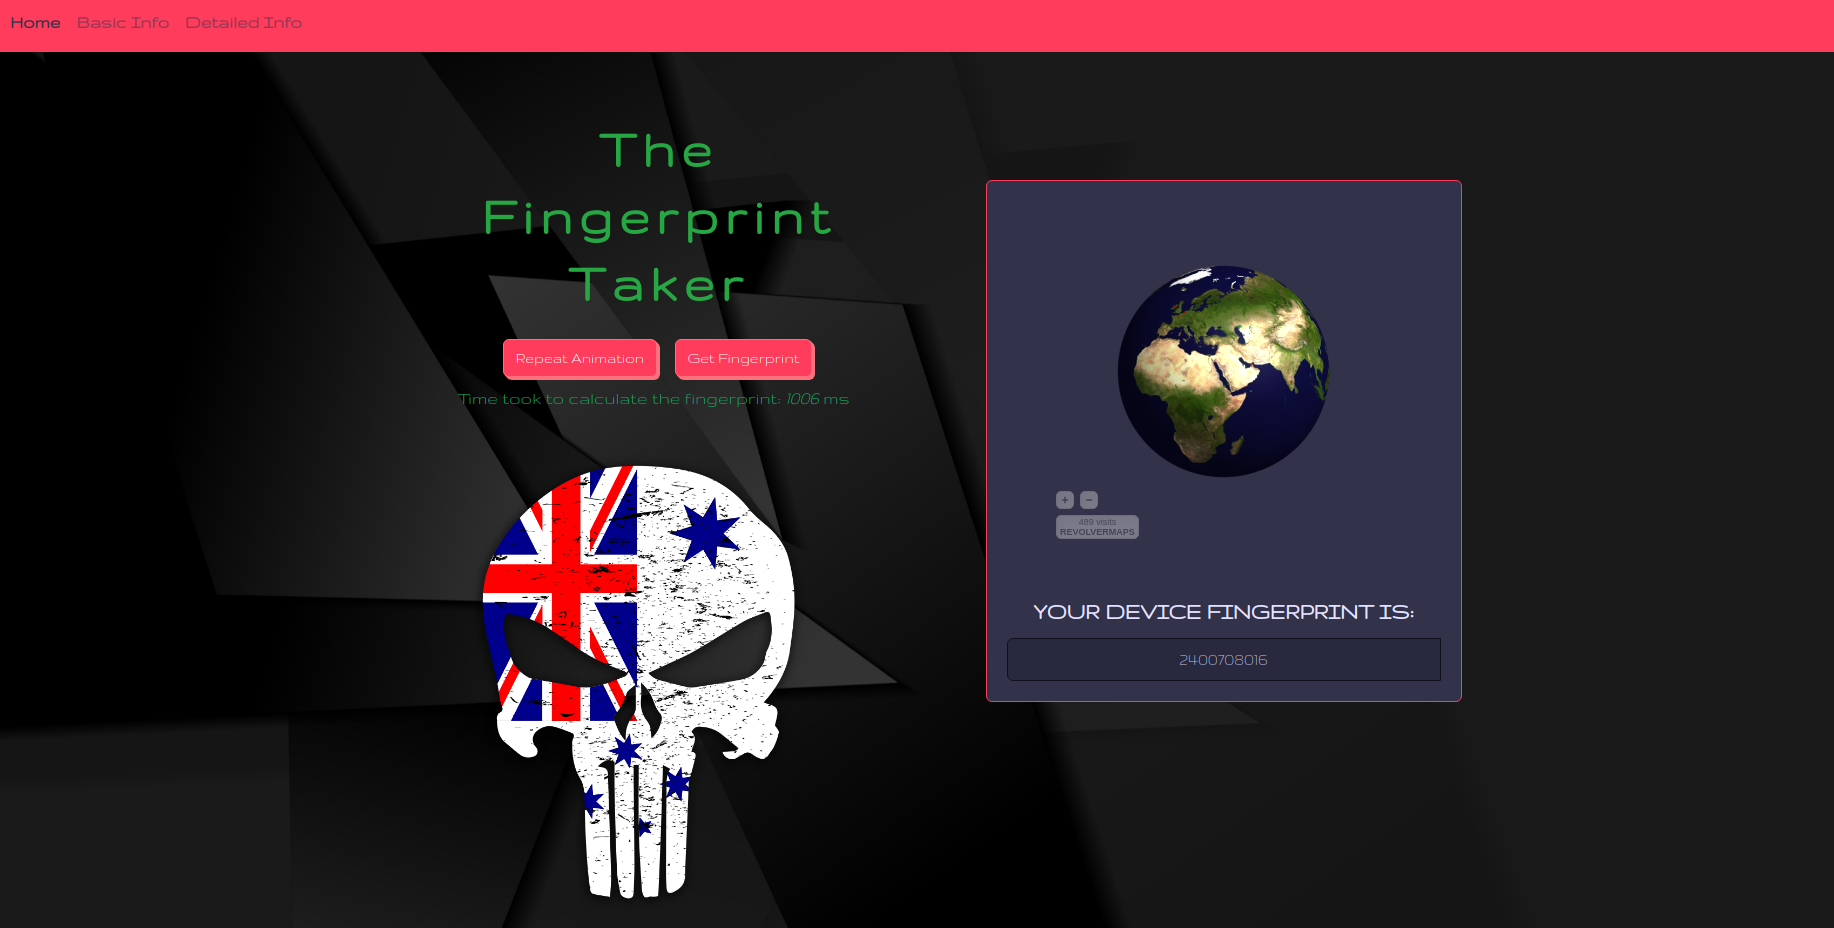 Home Basic Info Detailed Info
The
Fingerprint
Taker
Repeat Animation Get Fingerprint
Time took to calculate the fingerprint: 1006 ms
+ −
489 visits
REVOLVERMAPS
YOUR DEVICE FINGERPRINT IS:
2400708016